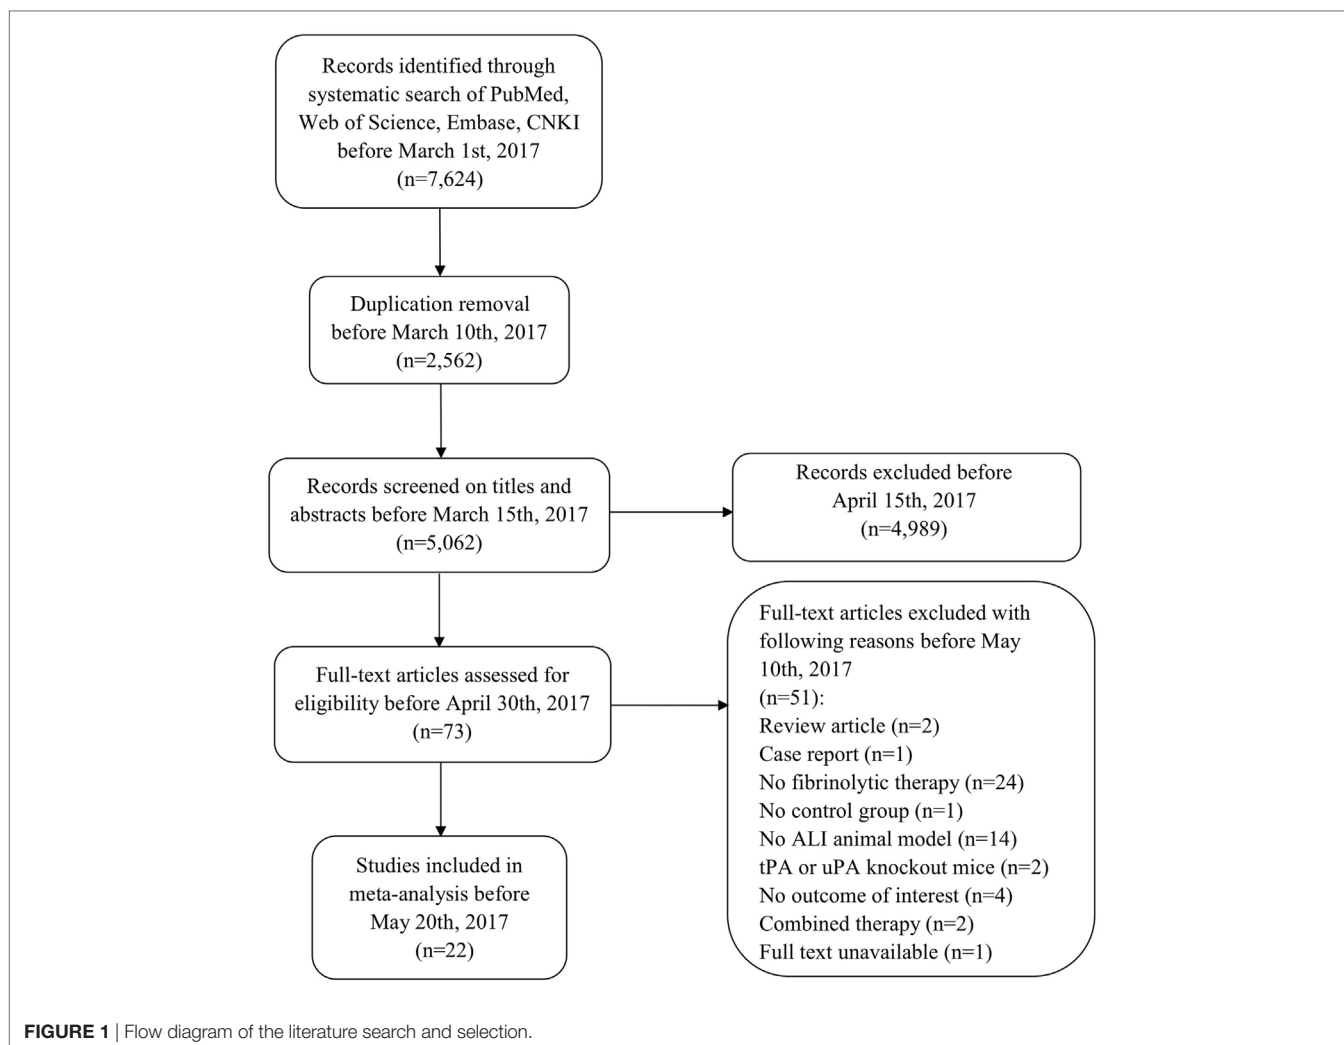 Records identified through
systematic search of PubMed,
Web of Science, Embase, CNKI
before March 1st, 2017
(n=7,624)
Duplication removal
before March 10th, 2017
(n=2,562)
Records screened on titles and
abstracts before March 15th, 2017
(n=5,062)
Records excluded before
April 15th, 2017
(n=4,989)
Full-text articles assessed for
eligibility before April 30th, 2017
(n=73)
Full-text articles excluded with
following reasons before May
10th, 2017
(n=51):
Review article (n=2)
Case report (n=1)
No fibrinolytic therapy (n=24)
No control group (n=1)
No ALI animal model (n=14)
tPA or uPA knockout mice (n=2)
No outcome of interest (n=4)
Combined therapy (n=2)
Full text unavailable (n=1)
Studies included in
meta-analysis before
May 20th, 2017
(n=22)
FIGURE 1 | Flow diagram of the literature search and selection.